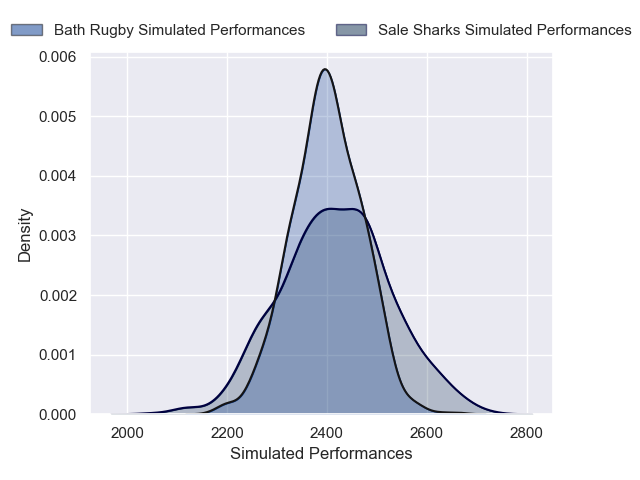 Bath Rugby Simulated Performances Sale Sharks Simulated Performances
0.006
0.005
0.004
0.003
0.002
0.001
0.000
Density
2000 2200 2400 2600 2800
Simulated Performances